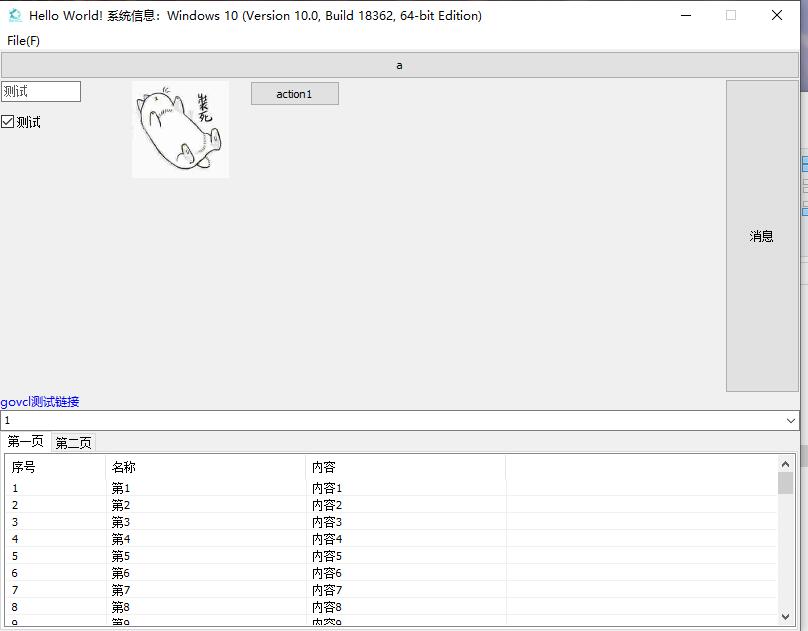 Hello World! 系统信息：Windows 10 (Version 10.0, Build 18362, 64-bit Edition)
File(F)
a
测试
装死
action1
测试
消息
govcl测试链接
1
第一页 第二页
序号 名称 内容
1 第1 内容1
2 第2 内容2
3 第3 内容3
4 第4 内容4
5 第5 内容5
6 第6 内容6
7 第7 内容7
8 第8 内容8
9 第9 内容9